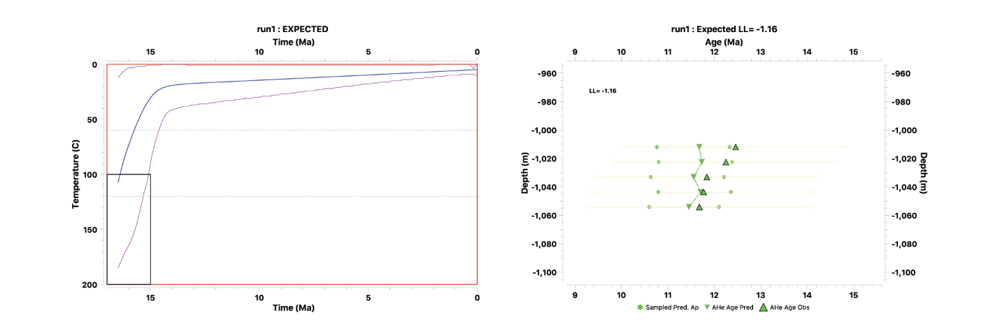 run1 : EXPECTED
Time (Ma)
15 10 5 0
0
50
100
150
200
Temperature (C)
15 10 5 0
Time (Ma)
run1 : Expected LL= -1.16
Age (Ma)
9 10 11 12 13 14 15
-960 -960
LL= -1.16
-980 -980
-1,000 -1,000
-1,020 -1,020
-1,040 -1,040
-1,060 -1,060
-1,080 -1,080
-1,100 -1,100
Depth (m) Depth (m)
9 10 11 12 13 14 15
Sampled Pred. Ap AHe Age Pred AHe Age Obs